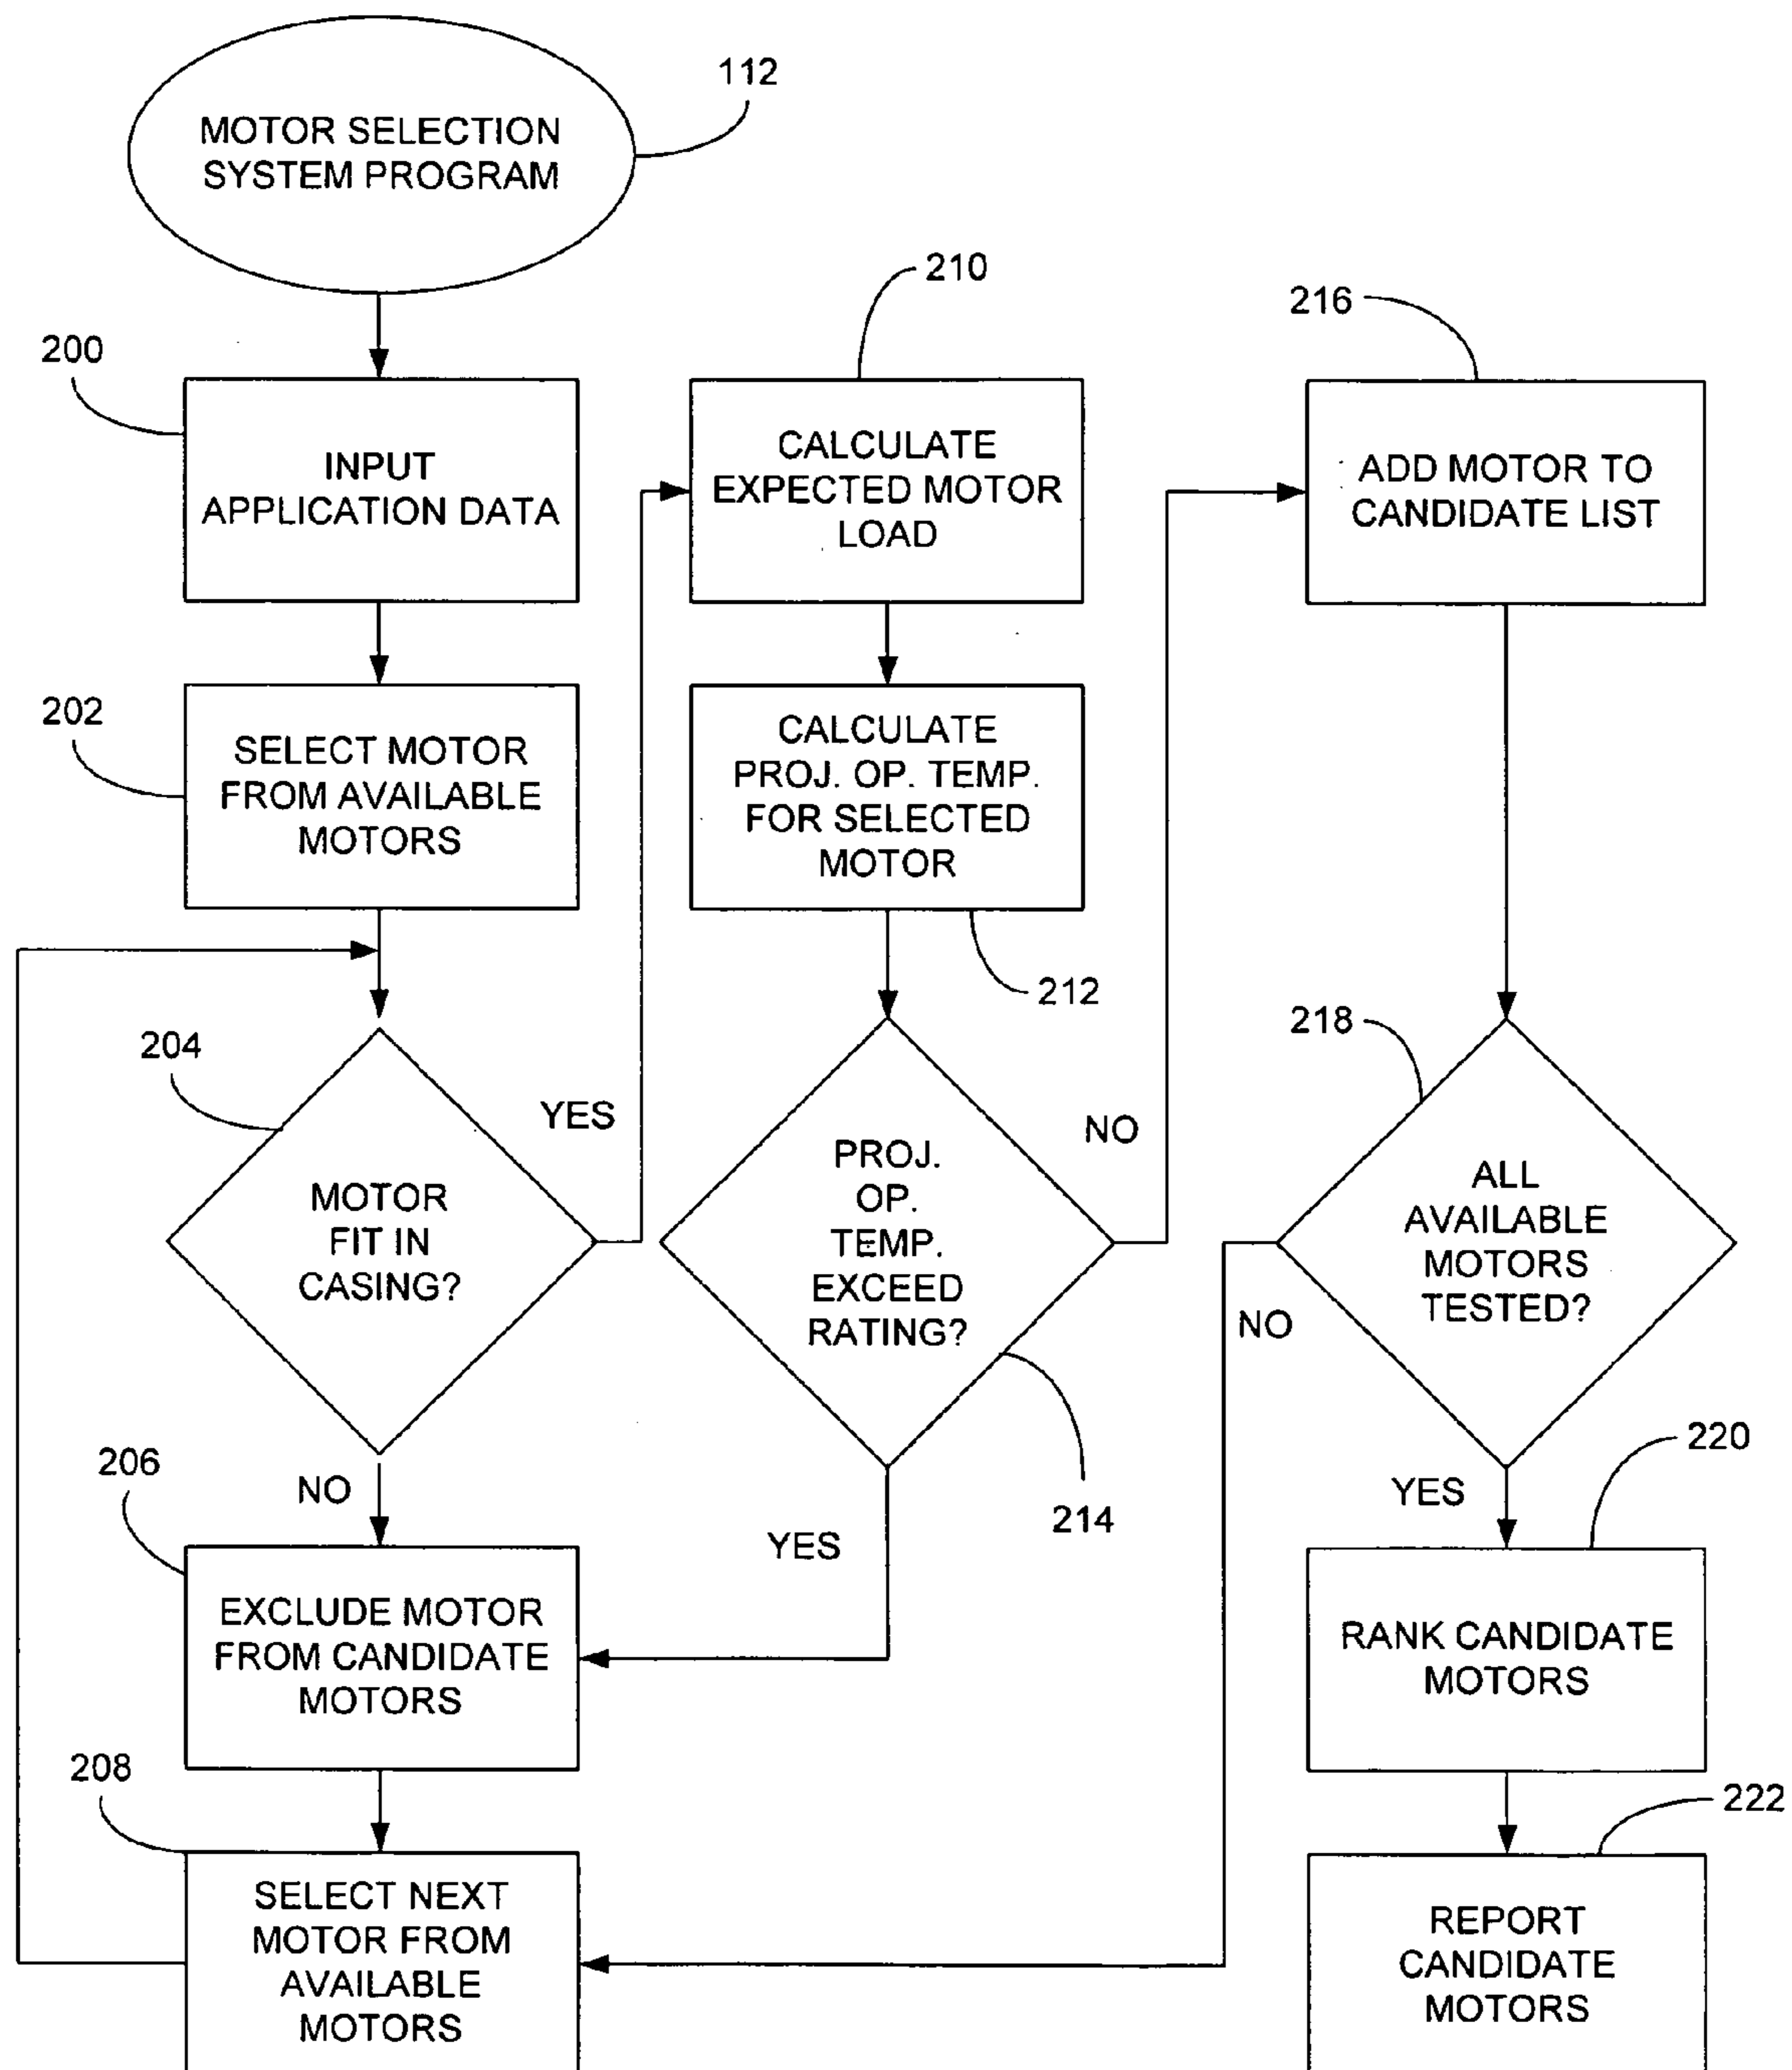 112
MOTOR SELECTION
SYSTEM PROGRAM
200
INPUT
APPLICATION DATA
202
SELECT MOTOR
FROM AVAILABLE
MOTORS
204
MOTOR
FIT IN
CASING?
YES
NO
206
EXCLUDE MOTOR
FROM CANDIDATE
MOTORS
208
SELECT NEXT
MOTOR FROM
AVAILABLE
MOTORS
210
CALCULATE
EXPECTED MOTOR
LOAD
CALCULATE
PROJ. OP. TEMP.
FOR SELECTED
MOTOR
212
PROJ.
OP.
TEMP.
EXCEED
RATING?
NO
214
YES
216
ADD MOTOR TO
CANDIDATE LIST
218
ALL
AVAILABLE
MOTORS
TESTED?
NO
YES
220
RANK CANDIDATE
MOTORS
222
REPORT
CANDIDATE
MOTORS